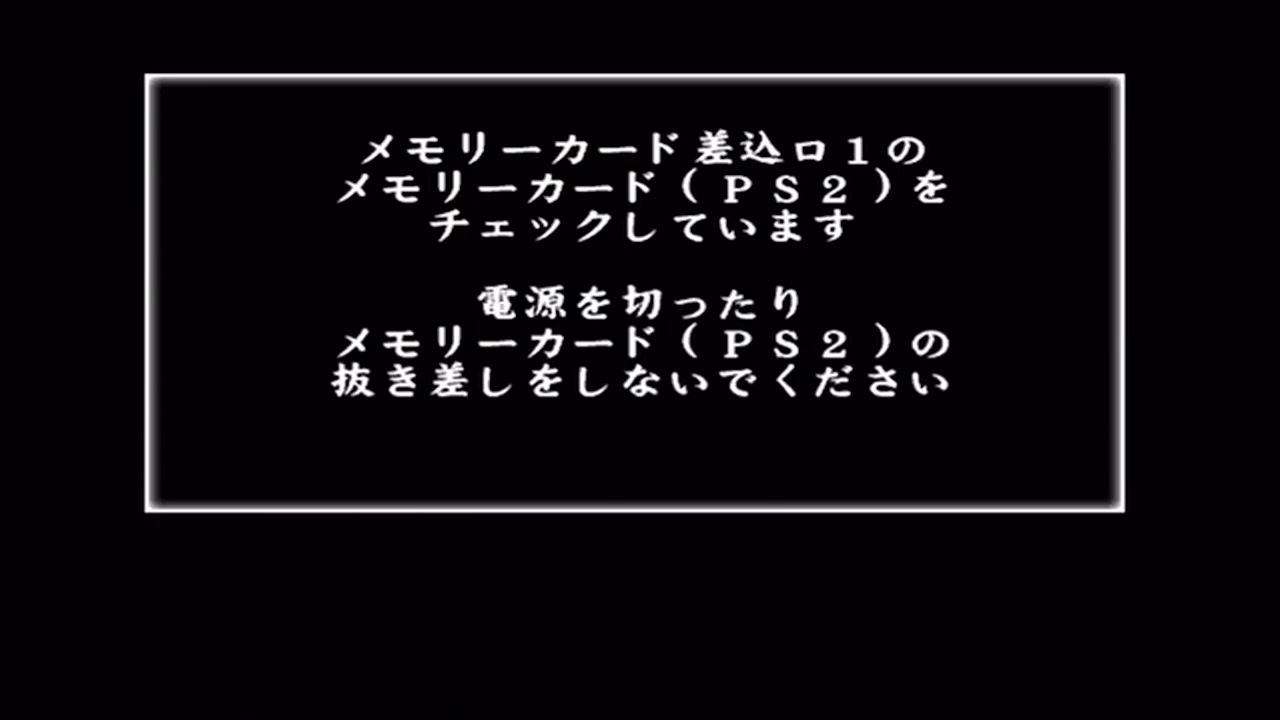 メモリーカード差込口１の
メモリーカード（ＰＳ２）を
チェックしています
電源を切ったり
メモリーカード（ＰＳ２）の
抜き差しをしないでください